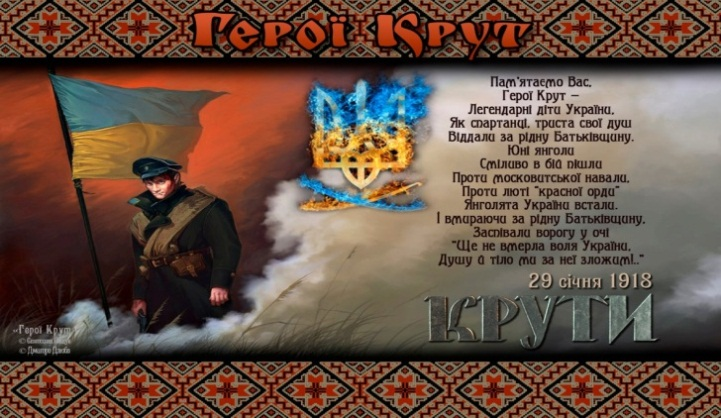 Герої Крут
Пам'ятаємо Вас,
Герої Крут –
Легендарні діти України,
Як спартанці, триста свої душ
Віддали за рідну Батьківщину.
Юні янголи
Сміливо в бій пішли
Проти московитської навали,
Проти люті "красної орди"
Янголята України встали.
І вмираючи за рідну Батьківщину,
Заспівали ворогу у очі
"Ще не вмерла воля України,
Душу й тіло ми за неї зложим!.."
29 січня 1918
КРУТИ
"Герої Крут"
©
© Дмитро